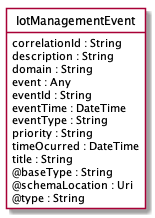 IotManagementEvent
correlationId : String
description : String
domain : String
event : Any
eventId : String
eventTime : DateTime
eventType : String
priority : String
timeOcurred : DateTime
title : String
@baseType : String
@schemaLocation : Uri
@type : String